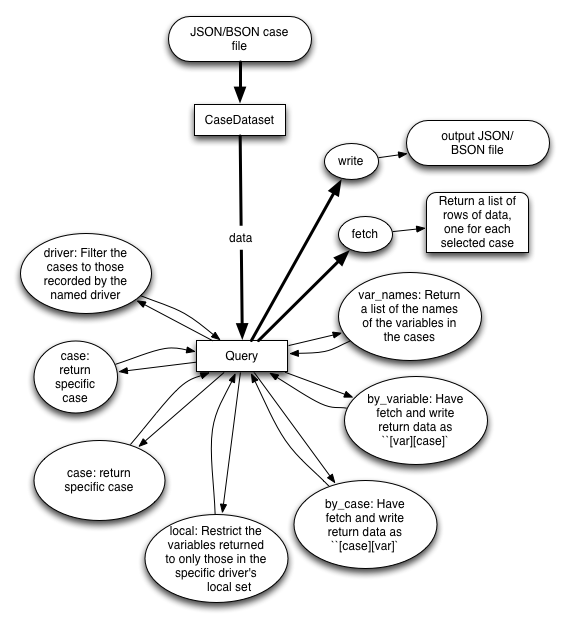 JSON/BSON case
file
CaseDataset
output JSON/
BSON file
write
Return a list of
rows of data,
one for each
selected case
fetch
data
driver: Filter the
cases to those
recorded by the
named driver
var_names: Return
a list of the names
of the variables in
the cases
Query
case:
return
specific
case
by_variable: Have
fetch and write
return data as
``[var][case]`
case: return
specific case
by_case: Have
fetch and write
return data as
``[case][var]`
local: Restrict the
variables returned
to only those in the
specific driver's
local set